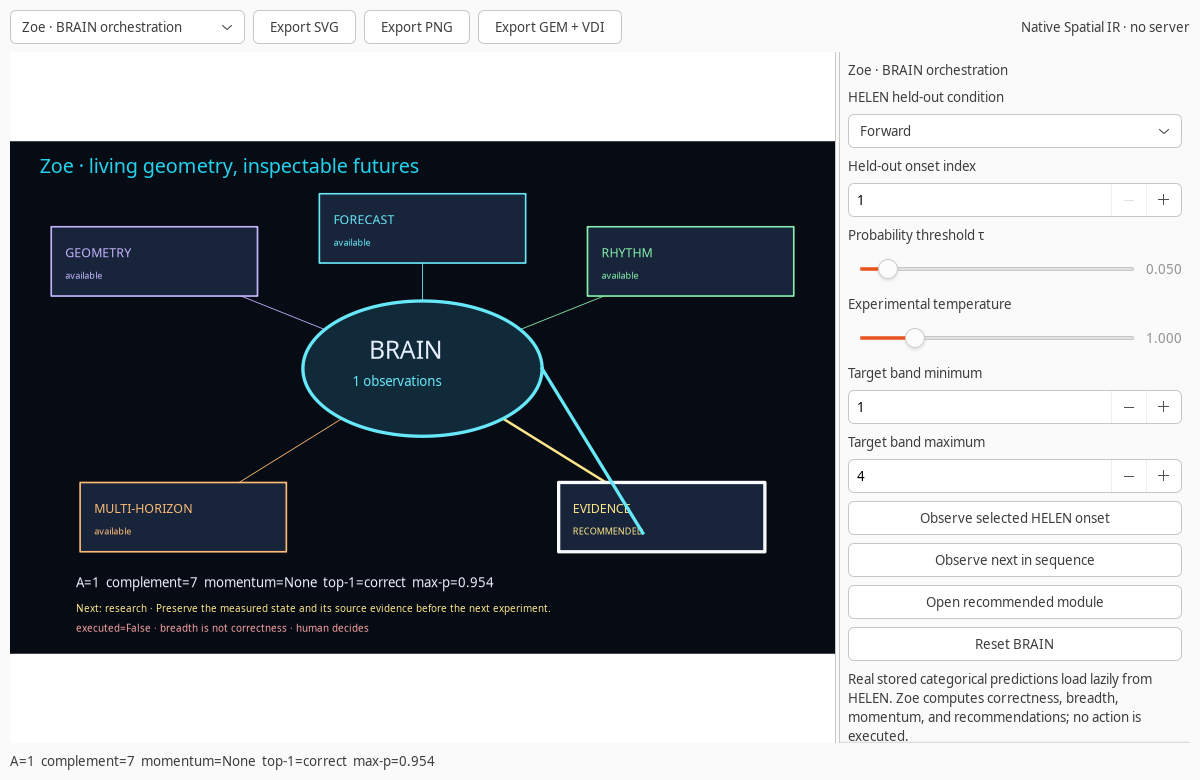 Zoe · BRAIN orchestration
Export SVG
Export PNG
Export GEM + VDI
Native Spatial IR · no server
Zoe · living geometry, inspectable futures
FORECAST
available
GEOMETRY
available
RHYTHM
available
BRAIN
1 observations
MULTI-HORIZON
available
EVIDENCE
RECOMMENDED
A=1 complement=7 momentum=None top-1=correct max-p=0.954
Next: research · Preserve the measured state and its source evidence before the next experiment.
executed=False · breadth is not correctness · human decides
Zoe · BRAIN orchestration
HELEN held-out condition
Forward
Held-out onset index
1
Probability threshold τ
0.050
Experimental temperature
1.000
Target band minimum
1
Target band maximum
4
Observe selected HELEN onset
Observe next in sequence
Open recommended module
Reset BRAIN
Real stored categorical predictions load lazily from
HELEN. Zoe computes correctness, breadth,
momentum, and recommendations; no action is
executed.
A=1 complement=7 momentum=None top-1=correct max-p=0.954